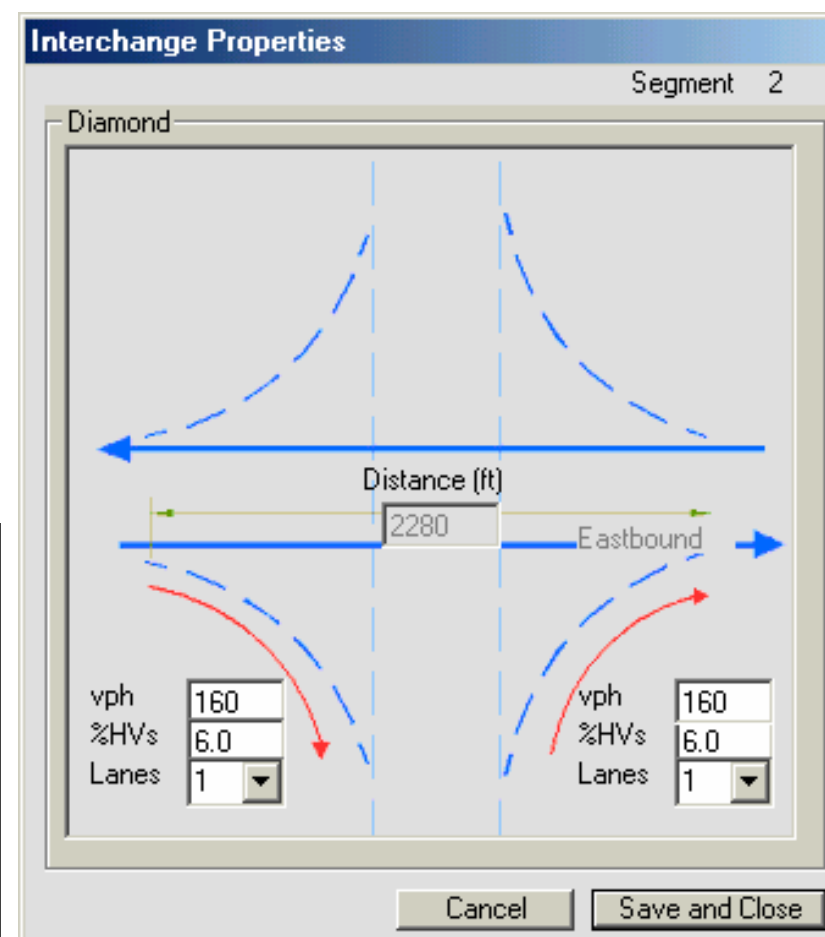 Interchange Properties
Segment 2
Diamond
Distance (ft)
2280
Eastbound
vph 160
%HVs 6.0
Lanes 1
vph 160
%HVs 6.0
Lanes 1
Cancel
Save and Close